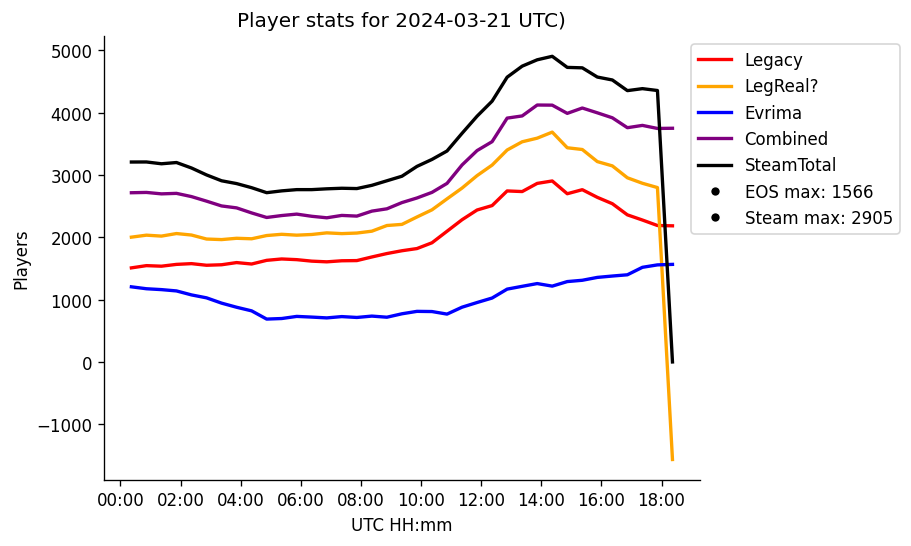 Player stats for 2024-03-21 UTC)
5000
4000
3000
2000
1000
0
−1000
Players
00:00 02:00 04:00 06:00 08:00 10:00 12:00 14:00 16:00 18:00
UTC HH:mm
Legacy
LegReal?
Evrima
Combined
SteamTotal
EOS max: 1566
Steam max: 2905